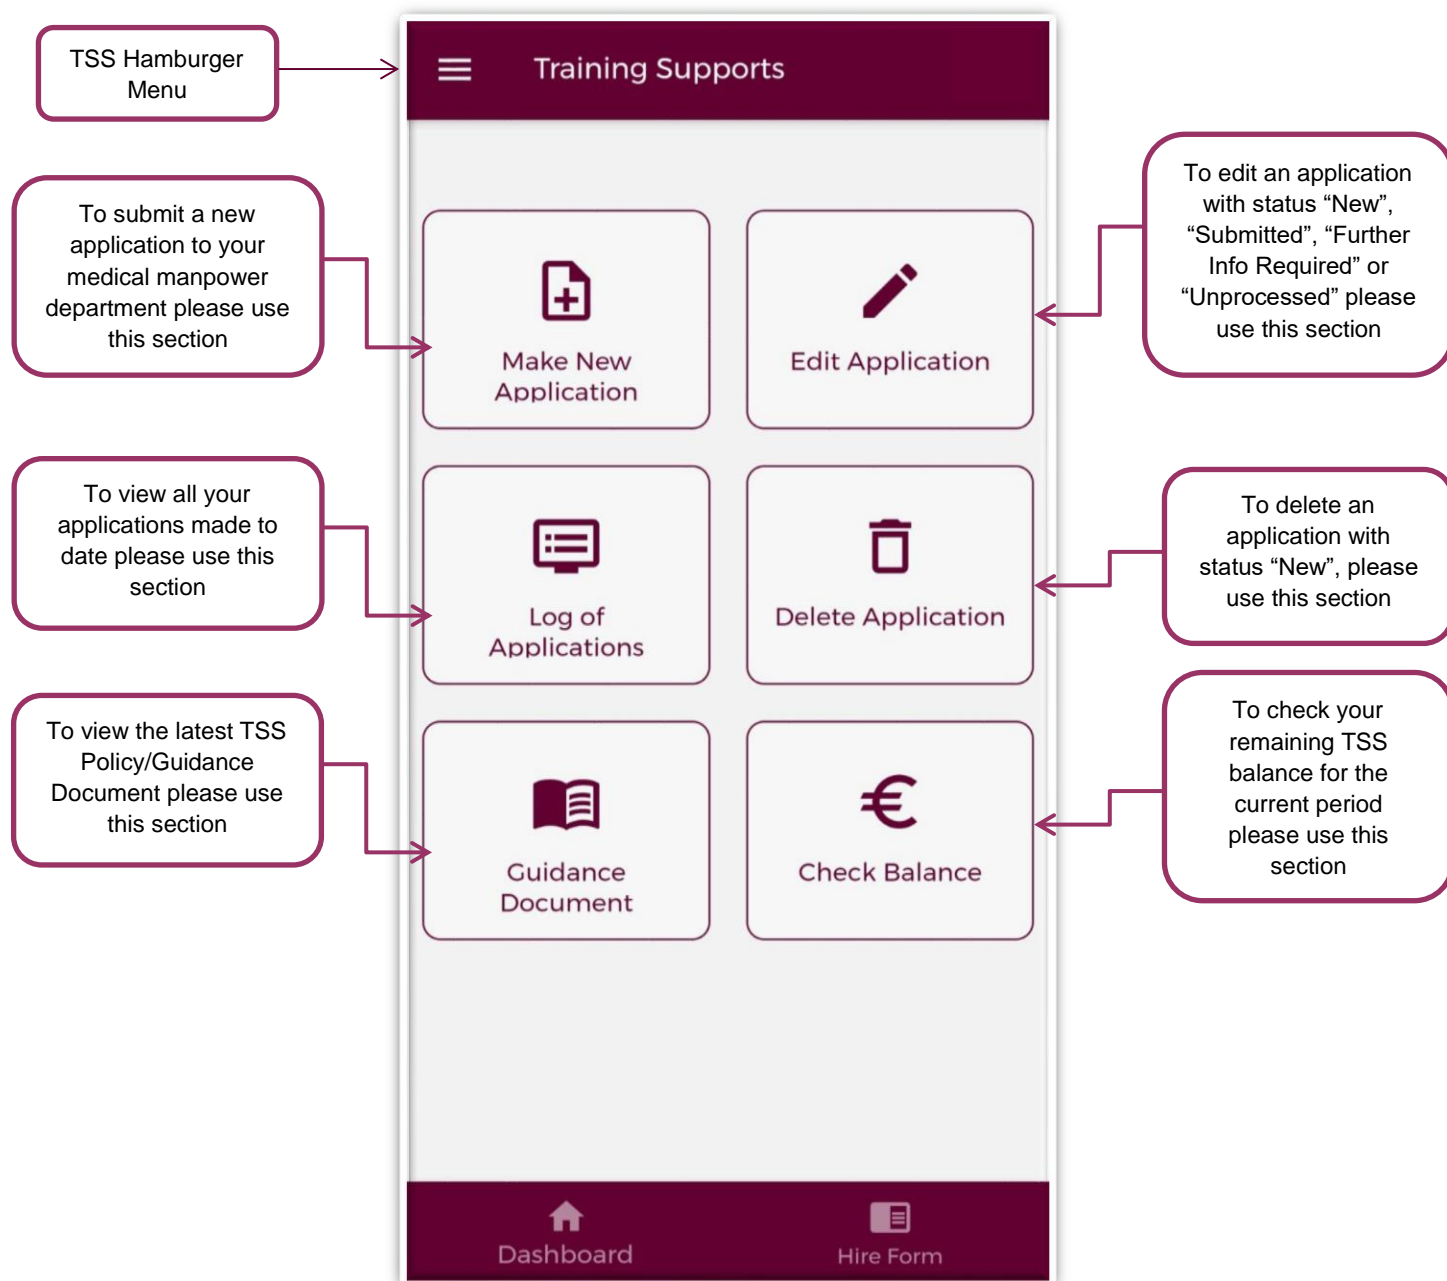 TSS Hamburger
Menu
Training Supports
To submit a new
application to your
medical manpower
department please use
this section
Make New
Application
Edit Application
To edit an application
with status “New”,
“Submitted”, “Further
Info Required” or
“Unprocessed” please
use this section
To view all your
applications made to
date please use this
section
Log of
Applications
Delete Application
To delete an
application with
status “New”, please
use this section
To view the latest TSS
Policy/Guidance
Document please use
this section
Guidance
Document
Check Balance
To check your
remaining TSS
balance for the
current period
please use this
section
Dashboard
Hire Form